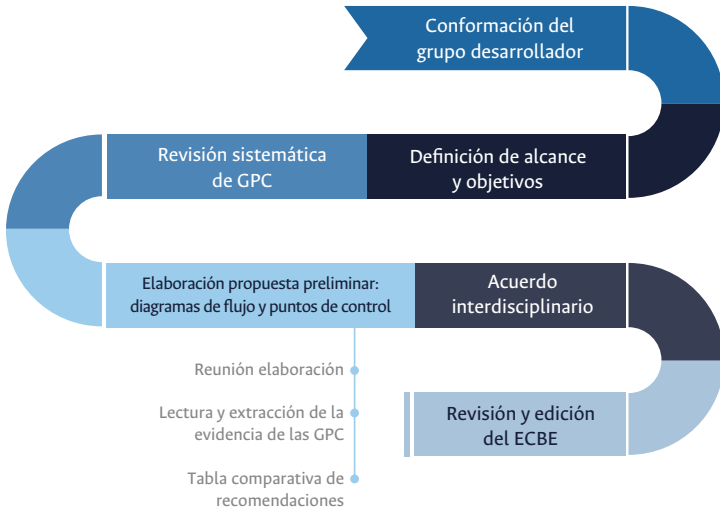 Conformación del
grupo desarrollador
Definición de alcance
y objetivos
Revisión sistemática
de GPC
Elaboración propuesta preliminar:
diagramas de flujo y puntos de control
Reunión elaboración
Lectura y extracción de la
evidencia de las GPC
Tabla comparativa de
recomendaciones
Acuerdo
interdisciplinario
Revisión y edición
del ECBE